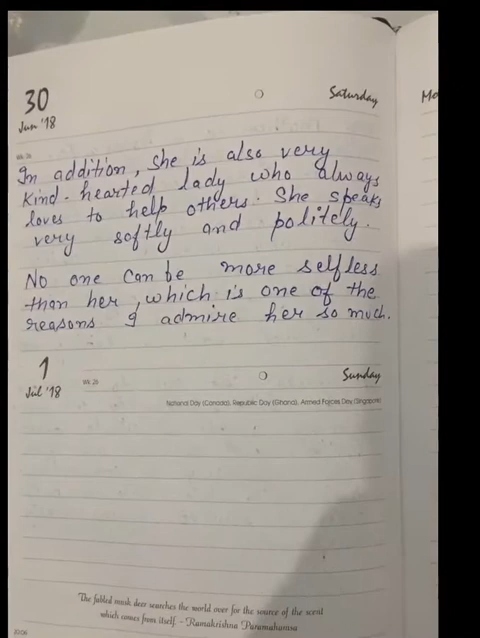 30
Jun '18
Saturday
Mo
Wk 26
In addition, she is also very
kind-hearted lady who always
loves to help others. She speaks
very softly and politely.
No one can be more selfless
than her, which is one of the
reasons I admire her so much.
1
Jul '18
Wk 26
Sunday
National Day (Canada), Republic Day (Ghana), Armed Forces Day (Singapore)
The fabled musk deer searches the world over for the source of the scent
which comes from itself - Ramakrishna Paramahansa